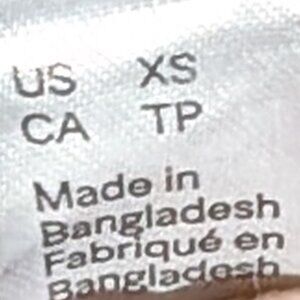 US XS
CA TP
Made in
Bangladesh
Fabriqué en
Bangladesh